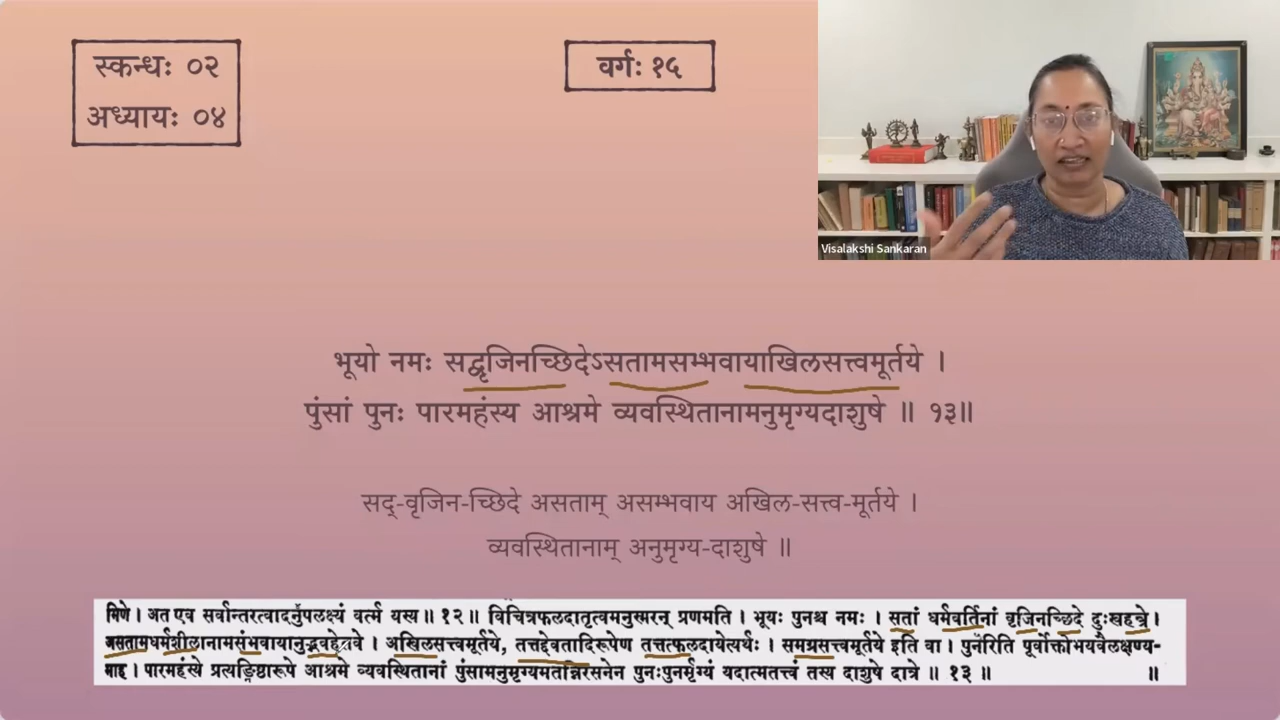 स्कन्धः ०२
अध्यायः ०४
वर्गः १५
Visalakshi Sankaran
भूयो नमः सद्वृजिनच्छिदेऽसतामसम्भवायाखिलसत्त्वमूर्तये ।
पुंसां पुनः पारमहंस्य आश्रमे व्यवस्थितानामनुमृग्यदाशुषे ॥ १३॥
सद्-वृजिन-च्छिदे असताम् असम्भवाय अखिल-सत्त्व-मूर्तये ।
व्यवस्थितानाम् अनुमृग्य-दाशुषे ॥
मिणे । अत एव सर्वान्तरत्वादनुपलक्ष्यं वर्त्म यस्य ॥ १२ ॥ विचित्रफलदातृत्वमनुस्मरन् प्रणमति । भूयः पुनश्च नमः । सतां धर्मवर्तिनां वृजिनच्छिदे दुःखहन्त्रे ।
असतामधर्मशीलानामसंभवायानुद्भवहेतवे । अखिलसत्त्वमूर्तये, तत्तद्देवतादिरूपेण तत्तत्फलदायेत्यर्थः । समग्रसत्त्वमूर्तये इति वा । पुनरिति पूर्वोक्तोभयवैलक्षण्य-
माह । पारमहंस्ये प्रत्यङ्निष्ठारूपे आश्रमे व्यवस्थितानां पुंसामनुमृग्यमतन्निरसनेन पुनःपुनर्मृग्यं यदात्मतत्त्वं तस्य दाशुषे दात्रे ॥ १३ ॥ ॥